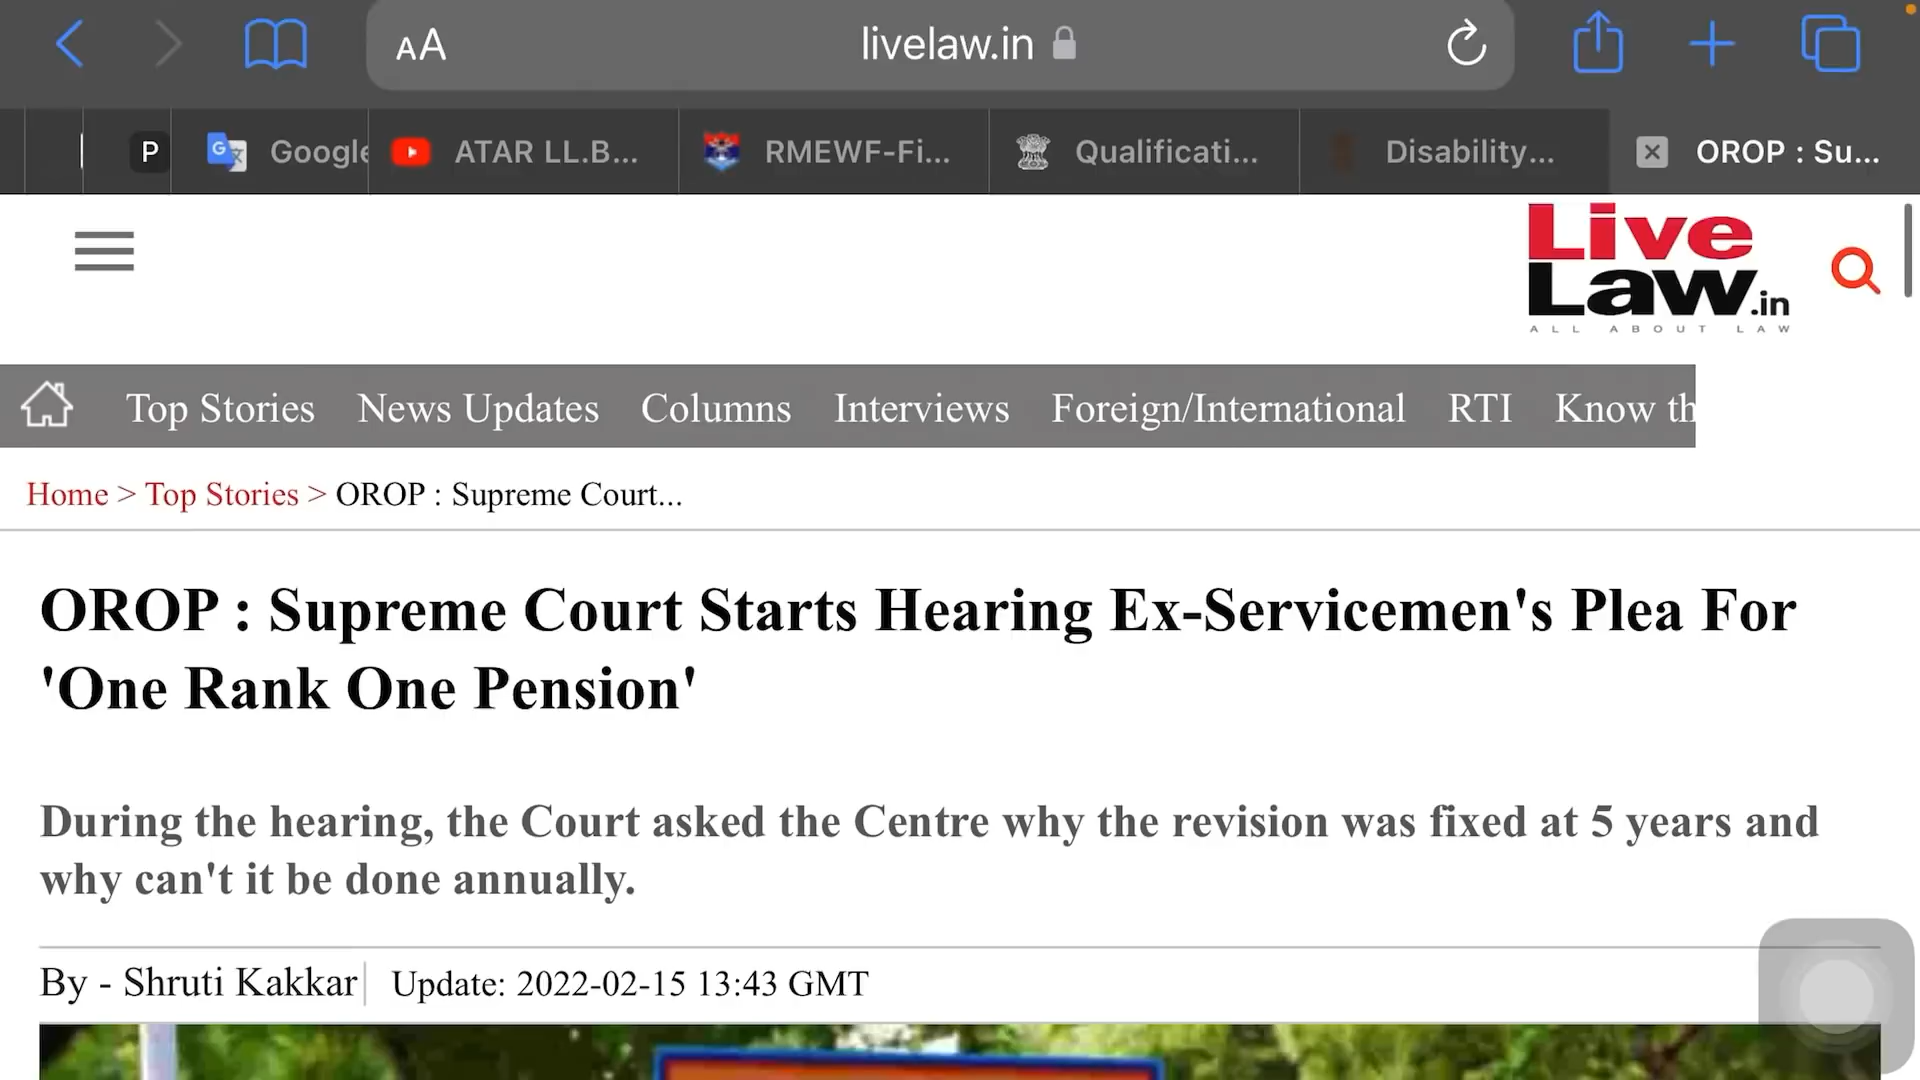 AA
livelaw.in
P
Google
ATAR LL.B...
RMEWF-Fi...
Qualificati...
Disability...
OROP : Su...
Live
Law.in
ALL ABOUT LAW
Top Stories
News Updates
Columns
Interviews
Foreign/International
RTI
Know th
Home > Top Stories > OROP : Supreme Court...
OROP : Supreme Court Starts Hearing Ex-Servicemen's Plea For
'One Rank One Pension'
During the hearing, the Court asked the Centre why the revision was fixed at 5 years and
why can't it be done annually.
By - Shruti Kakkar
Update: 2022-02-15 13:43 GMT